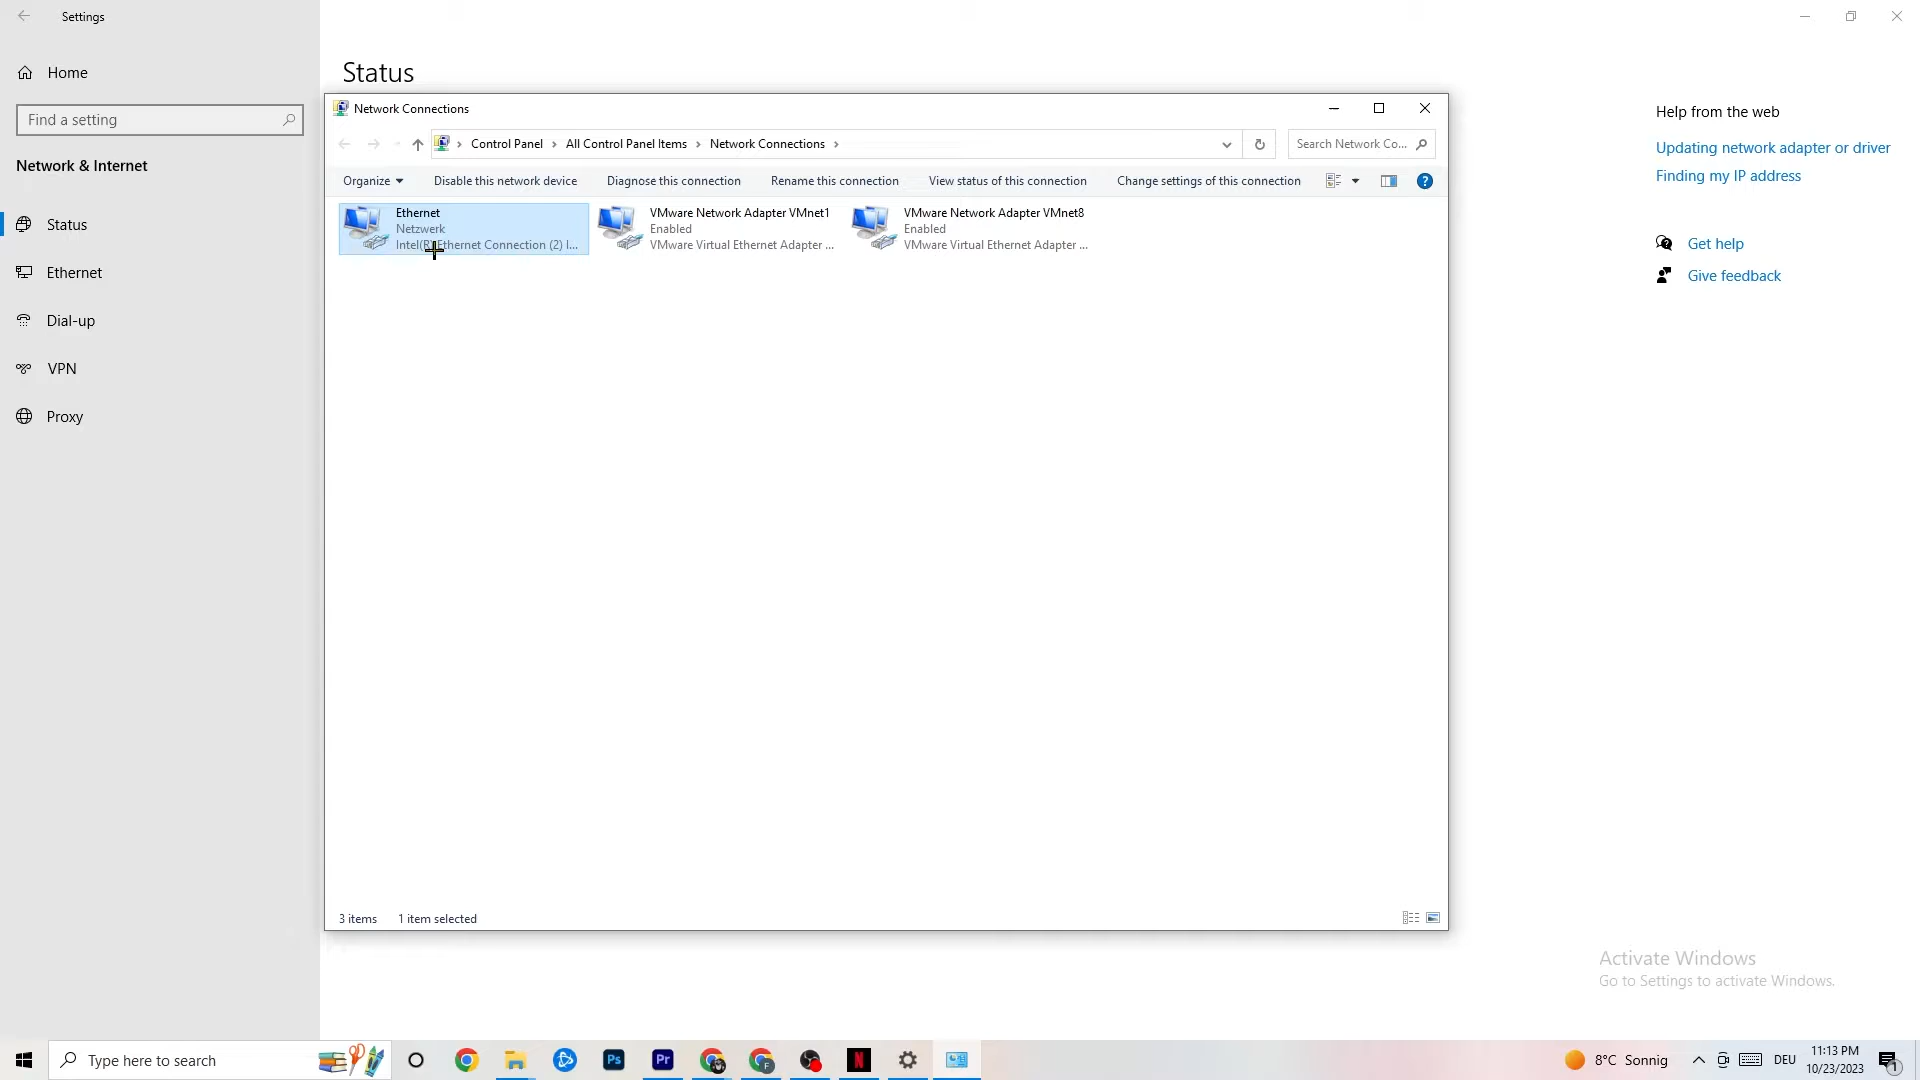 Settings
Home
Find a setting
Network & Internet
Status
Ethernet
Dial-up
VPN
Proxy
Status
Network Connections
Control Panel > All Control Panel Items > Network Connections >
Search Network Co...
Organize
Disable this network device
Diagnose this connection
Rename this connection
View status of this connection
Change settings of this connection
Ethernet
Netzwerk
Intel(R) Ethernet Connection (2) I...
VMware Network Adapter VMnet1
Enabled
VMware Virtual Ethernet Adapter ...
VMware Network Adapter VMnet8
Enabled
VMware Virtual Ethernet Adapter ...
3 items
1 item selected
Help from the web
Updating network adapter or driver
Finding my IP address
Get help
Give feedback
Activate Windows
Go to Settings to activate Windows.
Type here to search
Ps
Pr
F
N
8°C Sonnig
DEU
11:13 PM
10/23/2023
1